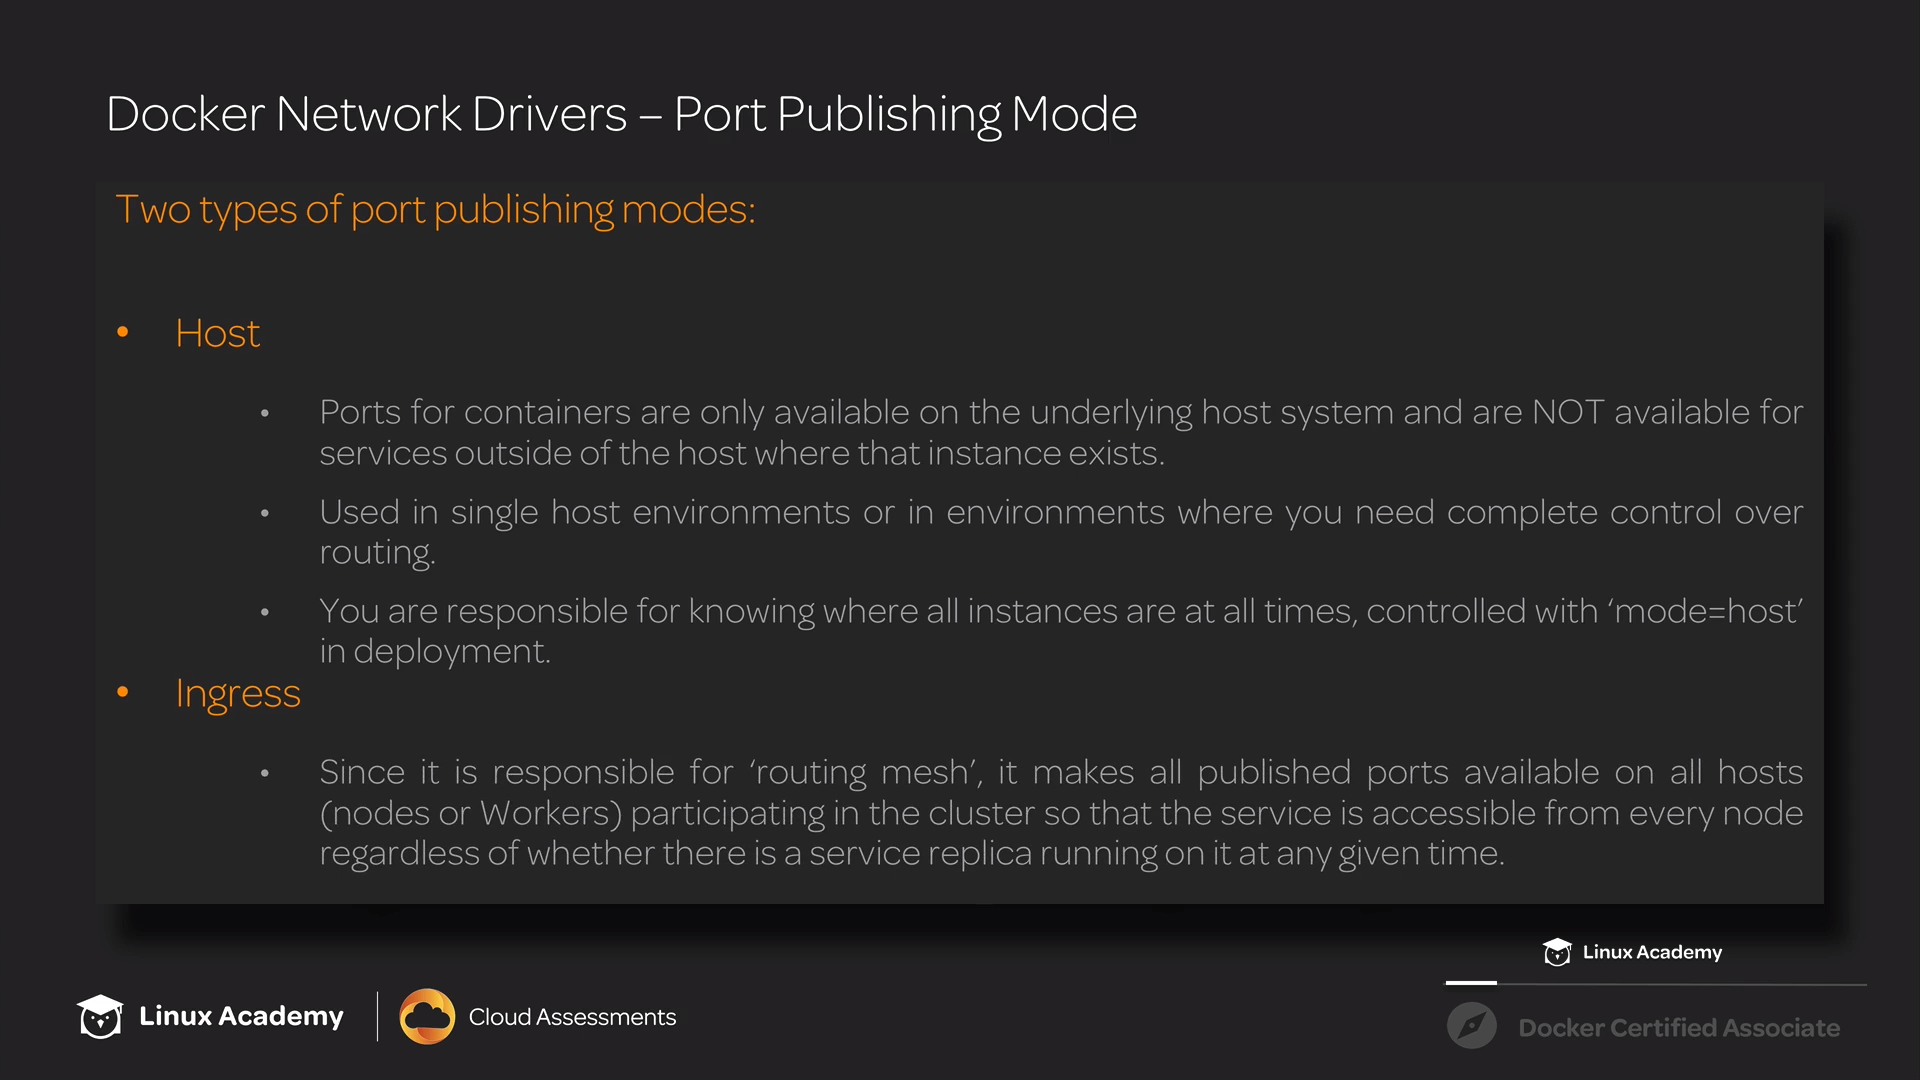 Docker Network Drivers – Port Publishing Mode
Two types of port publishing modes:
• Host
• Ports for containers are only available on the underlying host system and are NOT available for
services outside of the host where that instance exists.
• Used in single host environments or in environments where you need complete control over
routing.
• You are responsible for knowing where all instances are at all times, controlled with ‘mode=host’
in deployment.
• Ingress
• Since it is responsible for ‘routing mesh’, it makes all published ports available on all hosts
(nodes or Workers) participating in the cluster so that the service is accessible from every node
regardless of whether there is a service replica running on it at any given time.
Linux Academy
Linux Academy
Cloud Assessments
Docker Certified Associate